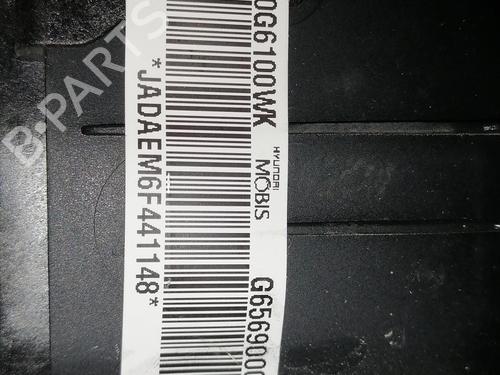 0G6100WK
HYUNDAI
MOBIS
G6569000
*JADAEM6F441148*
B-PARTS